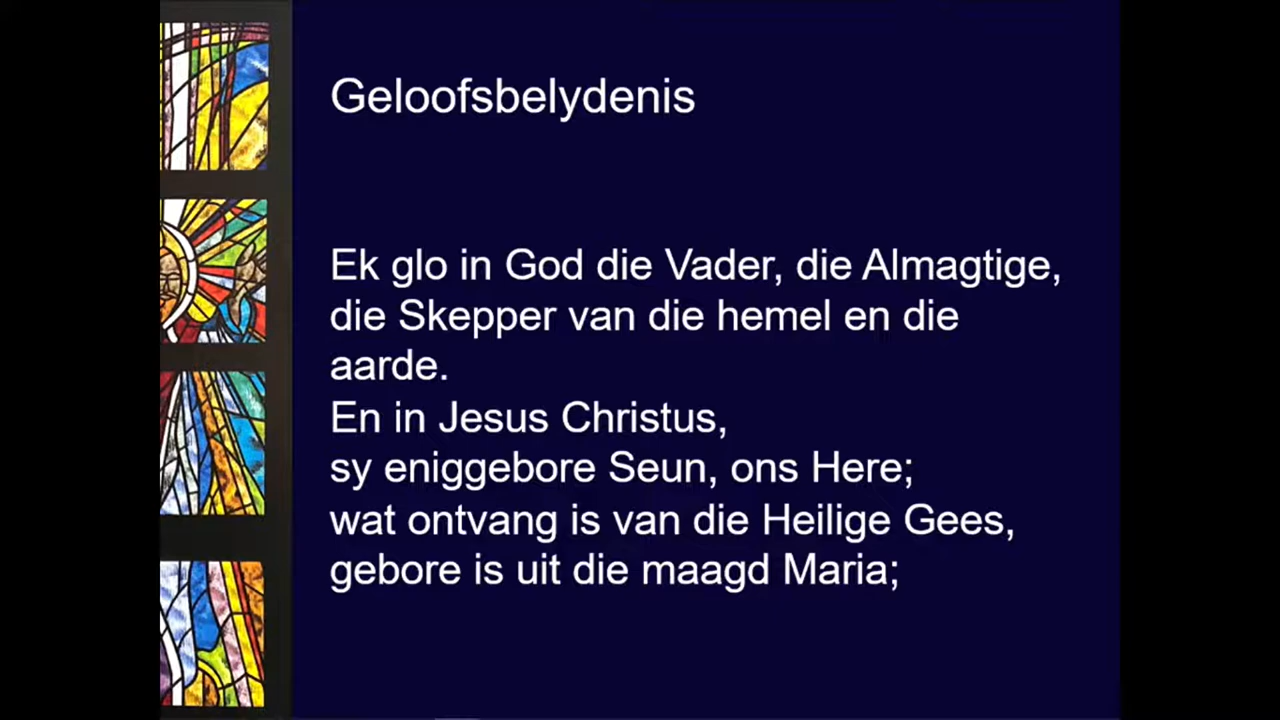 Geloofsbelydenis
Ek glo in God die Vader, die Almagtige,
die Skepper van die hemel en die
aarde.
En in Jesus Christus,
sy eniggebore Seun, ons Here;
wat ontvang is van die Heilige Gees,
gebore is uit die maagd Maria;